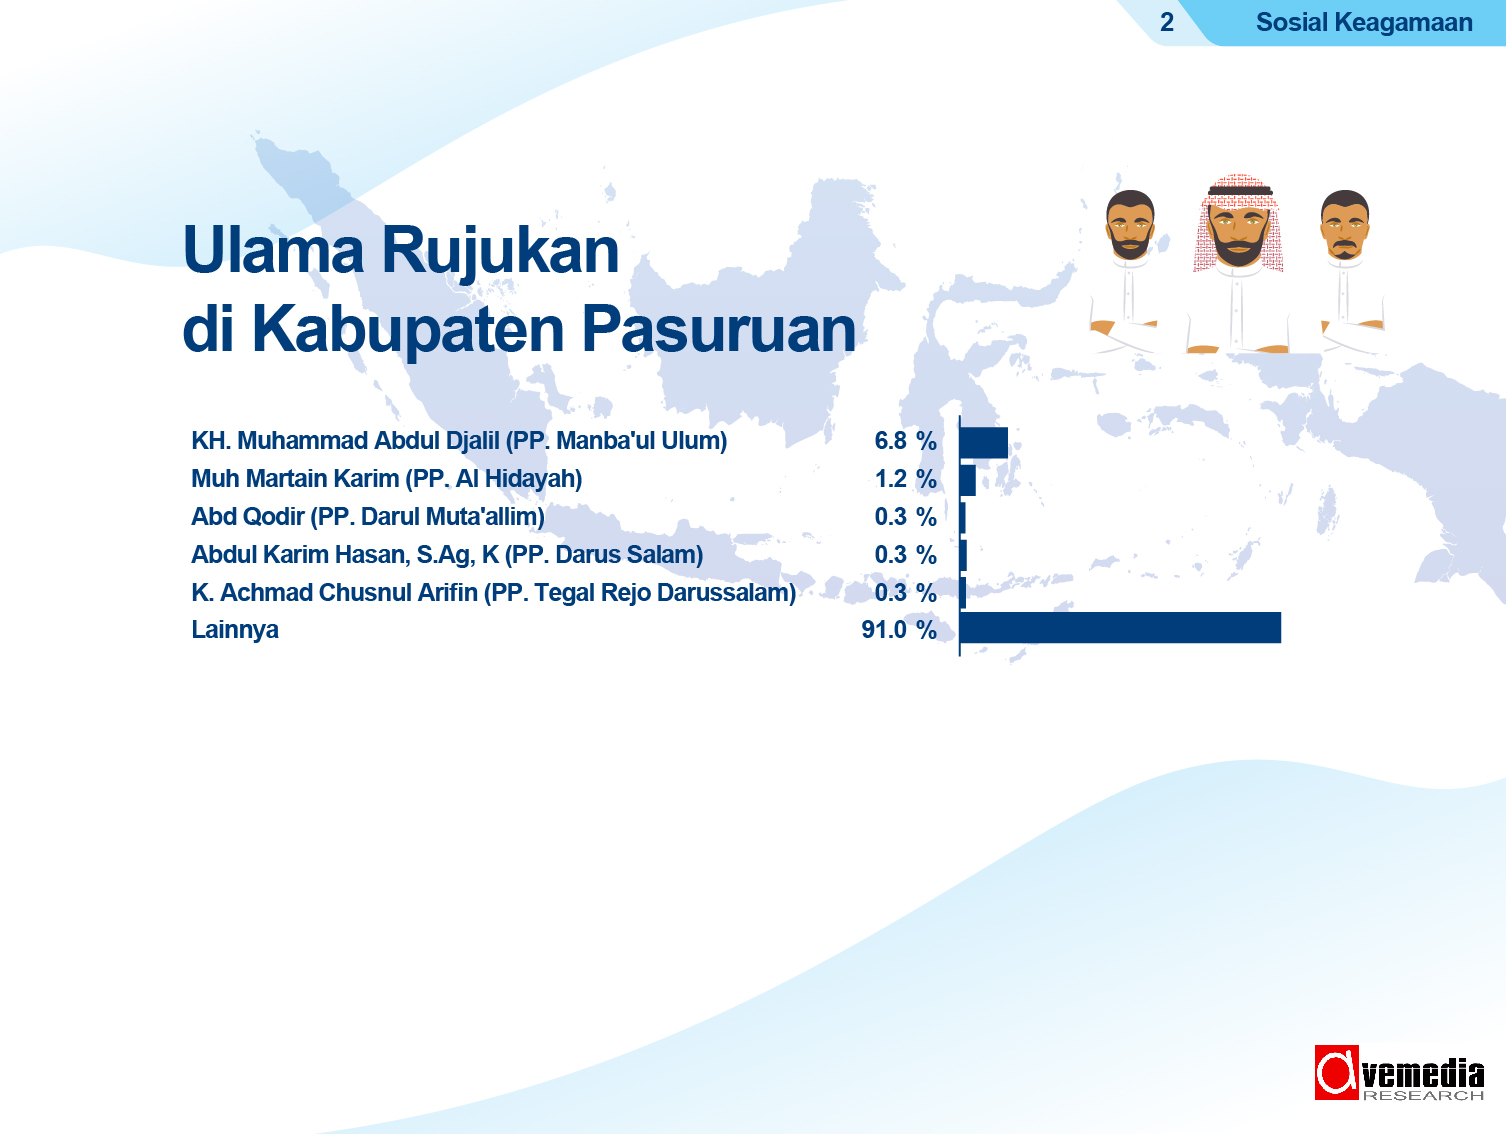 2 Sosial Keagamaan
Ulama Rujukan
di Kabupaten Pasuruan
KH. Muhammad Abdul Djalil (PP. Manba'ul Ulum) 6.8 %
Muh Martain Karim (PP. Al Hidayah) 1.2 %
Abd Qodir (PP. Darul Muta'allim) 0.3 %
Abdul Karim Hasan, S.Ag, K (PP. Darus Salam) 0.3 %
K. Achmad Chusnul Arifin (PP. Tegal Rejo Darussalam) 0.3 %
Lainnya 91.0 %
avemedia
RESEARCH